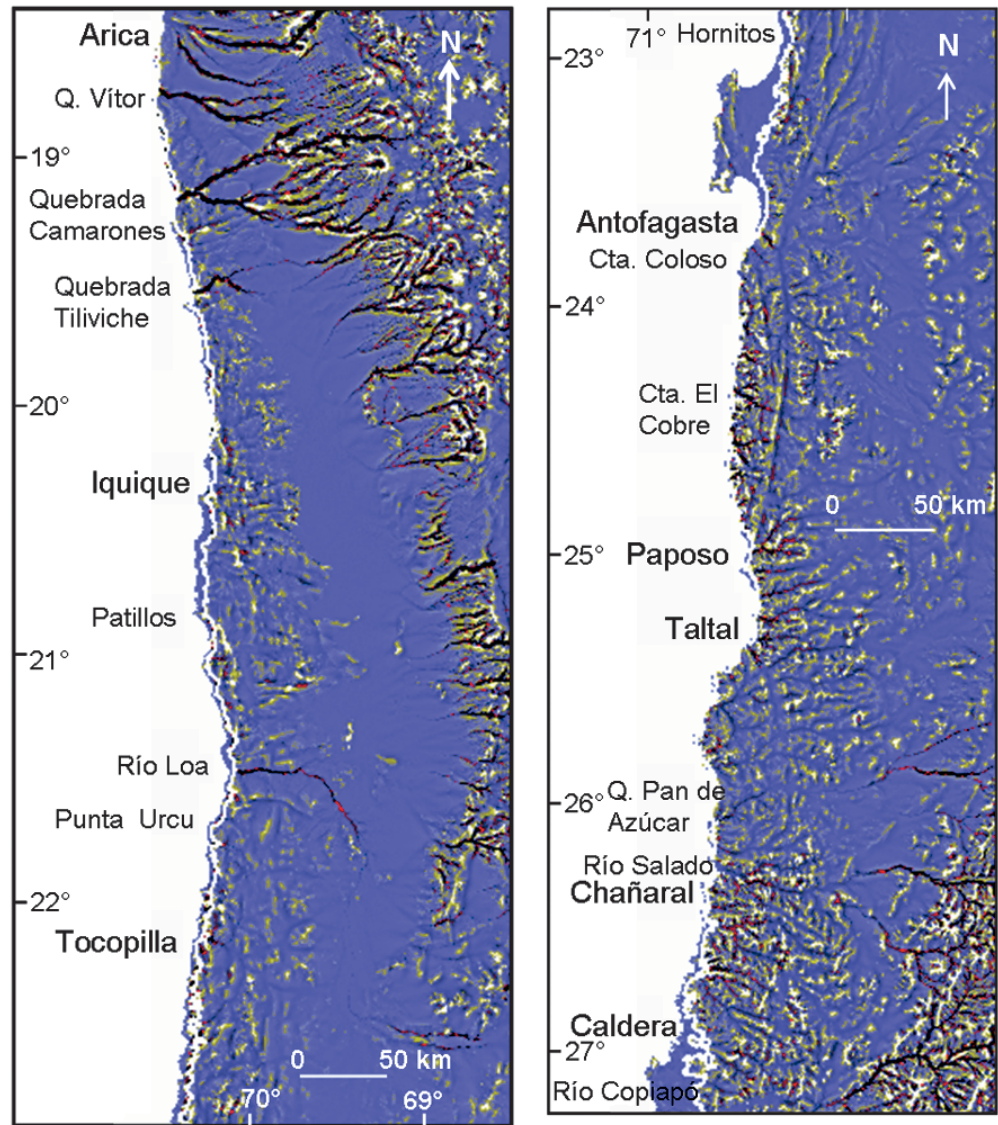 Arica
N
Q. Vítor
19°
Quebrada
Camarones
Quebrada
Tiliviche
20°
Iquique
Patillos
21°
Río Loa
Punta Urcu
22°
Tocopilla
0 50 km
70° 69°
71° Hornitos
23°
N
Antofagasta
Cta. Coloso
24°
Cta. El
Cobre
0 50 km
25°
Paposo
Taltal
26°
Q. Pan de
Azúcar
Río Salado
Chañaral
Caldera
27°
Río Copiapó